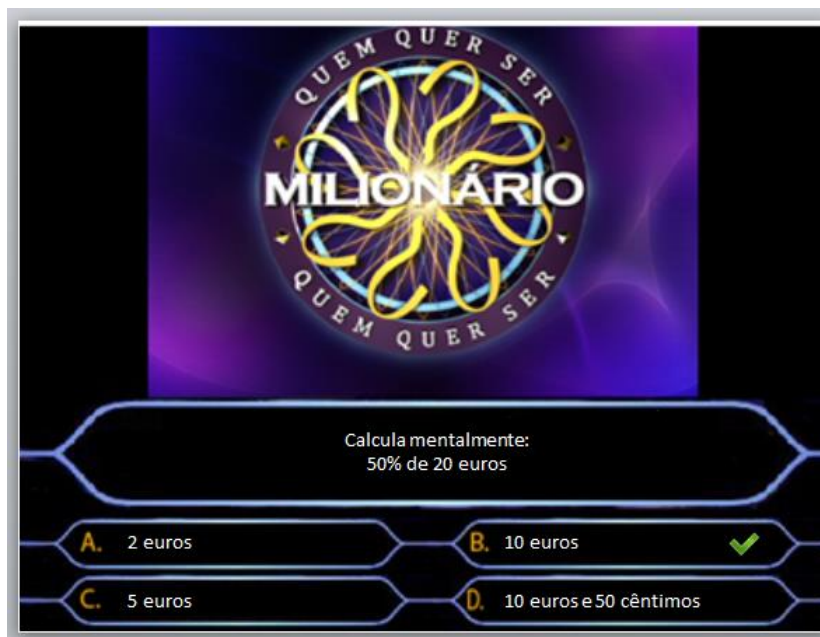 QUEM QUER SER
MILIONÁRIO
QUEM QUER SER
Calcula mentalmente:
50% de 20 euros
A. 2 euros
B. 10 euros
C. 5 euros
D. 10 euros e 50 cêntimos